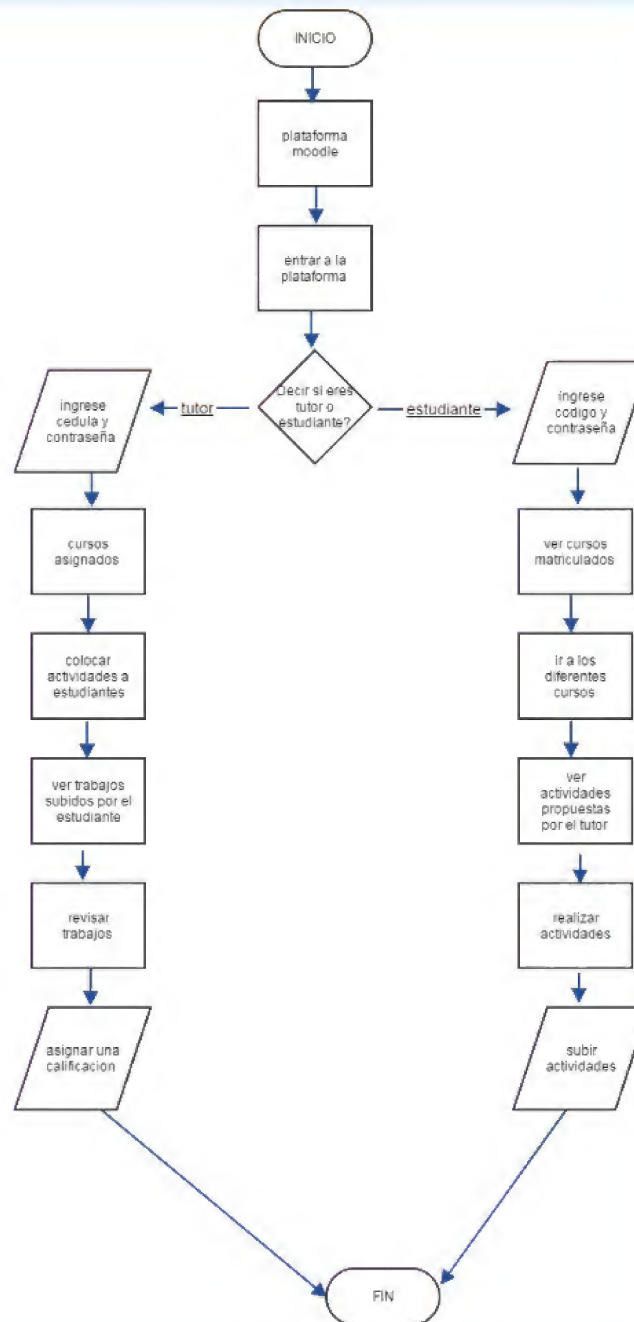 INICIO
plataforma
moodle
entrar a la
plataforma
Decir si eres
tutor o
estudiante?
tutor
estudiante
ingrese
cedula y
contraseña
cursos
asignados
colocar
actividades a
estudiantes
ver trabajos
subidos por el
estudiante
revisar
trabajos
asignar una
calificacion
ingrese
codigo y
contraseña
ver cursos
matriculados
ir a los
diferentes
cursos
ver
actividades
propuestas
por el tutor
realizar
actividades
subir
actividades
FIN